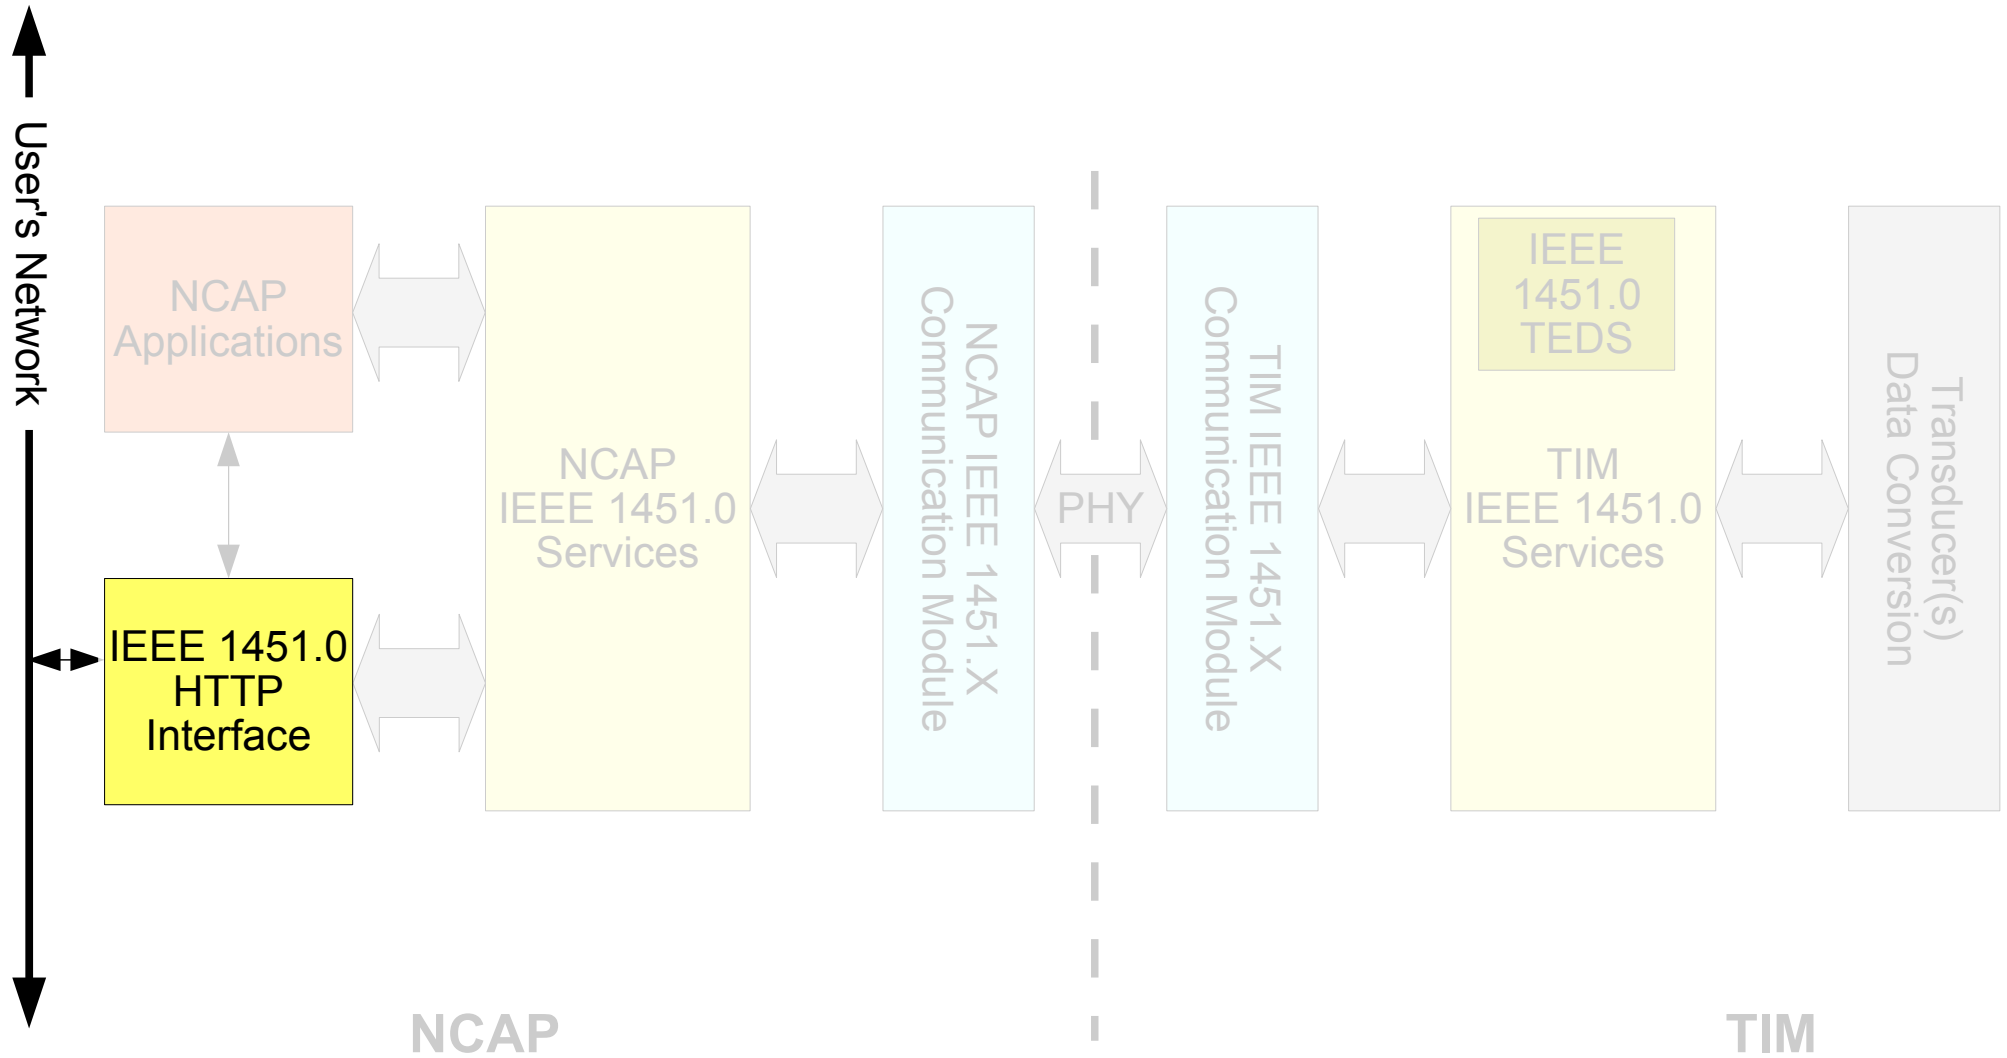 User's Network
NCAP
Applications
IEEE 1451.0
HTTP
Interface
NCAP
IEEE 1451.0
Services
NCAP IEEE 1451.X
Communication Module
PHY
TIM IEEE 1451.X
Communication Module
IEEE
1451.0
TEDS
TIM
IEEE 1451.0
Services
Transducer(s)
Data Conversion
NCAP
TIM